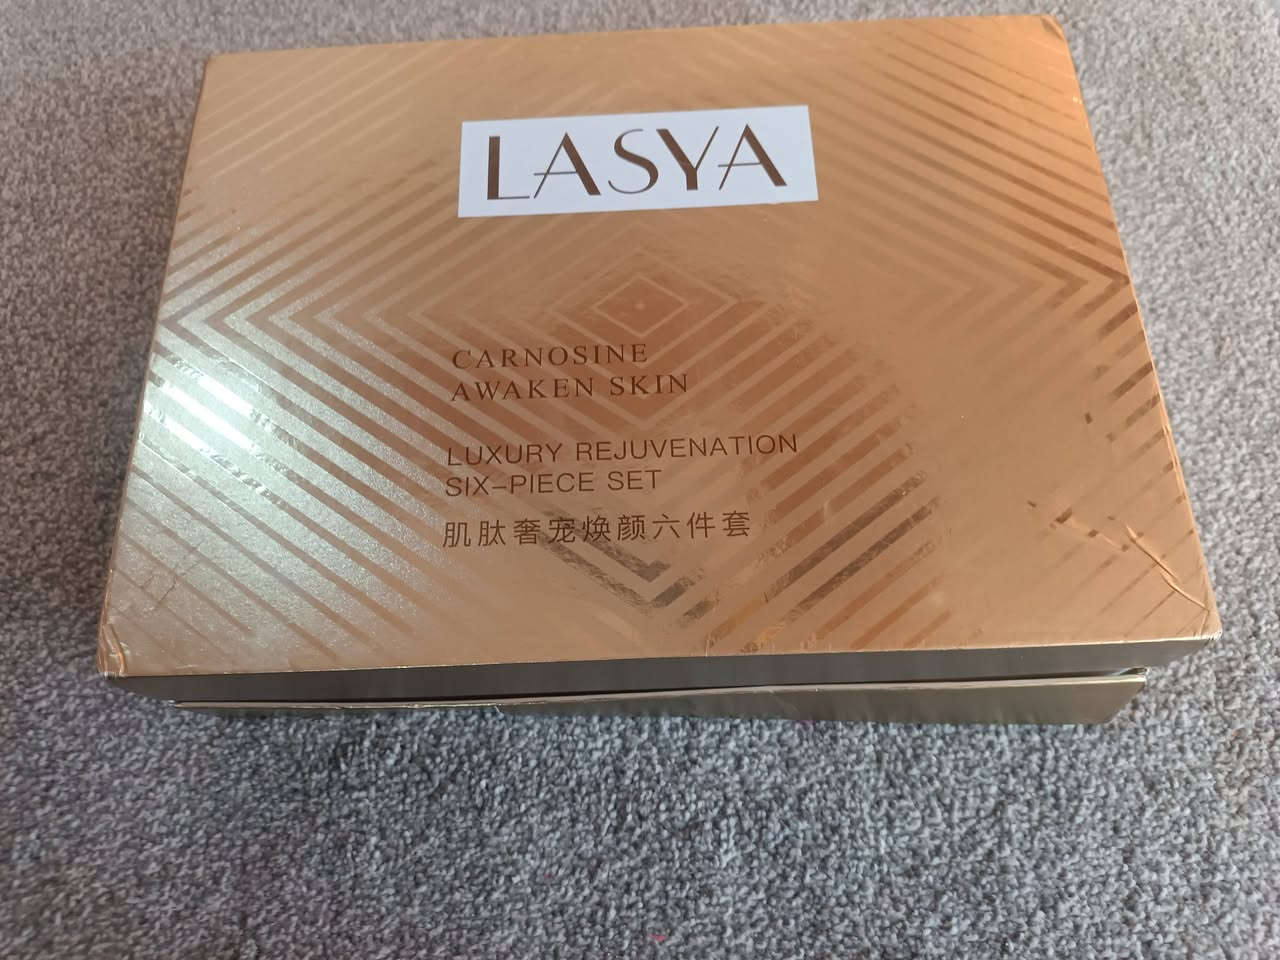 LASYA
CARNOSINE
AWAKEN SKIN
LUXURY REJUVENATION
SIX-PIECE SET
肌肽奢宠焕颜六件套